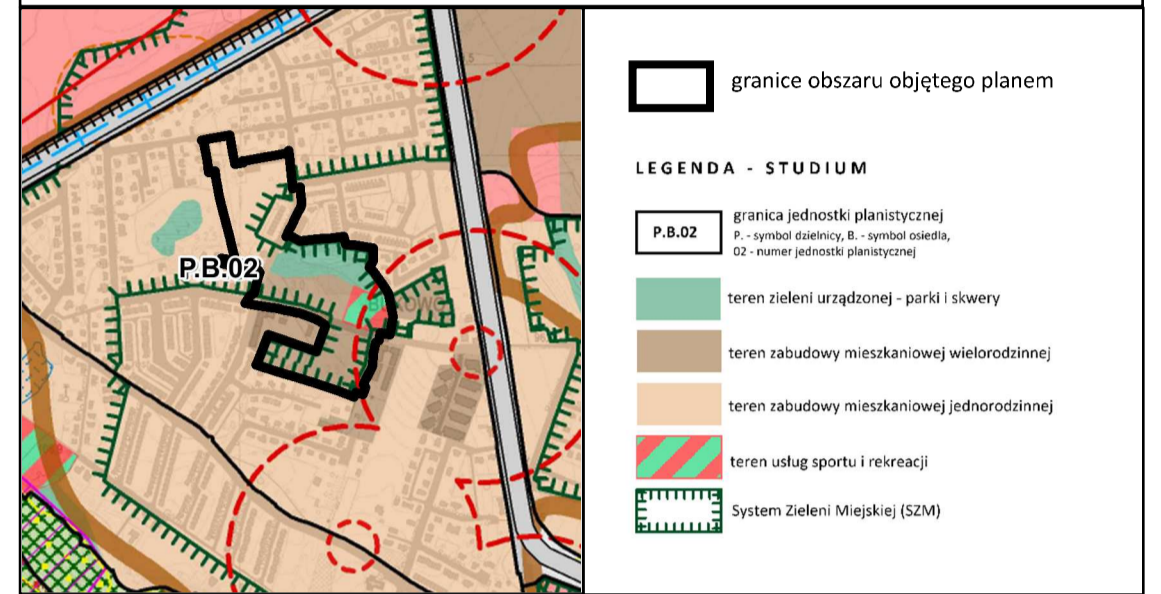 P.B.02
granice obszaru objętego planem
LEGENDA - STUDIUM
P.B.02
granica jednostki planistycznej
P. - symbol dzielnicy, B. - symbol osiedla,
02 - numer jednostki planistycznej
teren zieleni urządzonej - parki i skwery
teren zabudowy mieszkaniowej wielorodzinnej
teren zabudowy mieszkaniowej jednorodzinnej
teren usług sportu i rekreacji
System Zieleni Miejskiej (SZM)